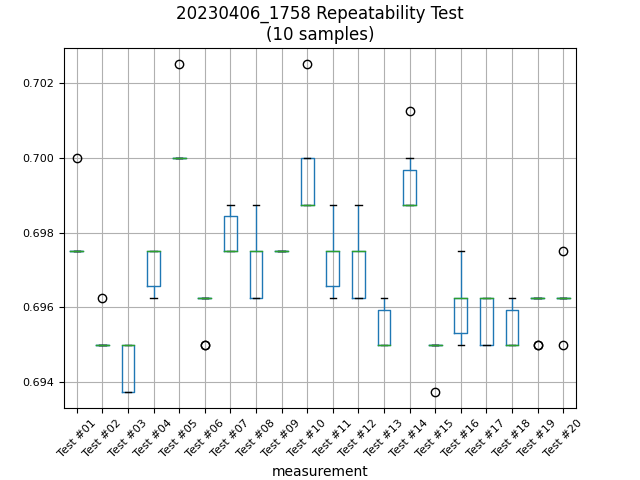 20230406_1758 Repeatability Test
(10 samples)
0.702
0.700
0.698
0.696
0.694
Test #01
Test #02
Test #03
Test #04
Test #05
Test #06
Test #07
Test #08
Test #09
Test #10
Test #11
Test #12
Test #13
Test #14
Test #15
Test #16
Test #17
Test #18
Test #19
Test #20
measurement